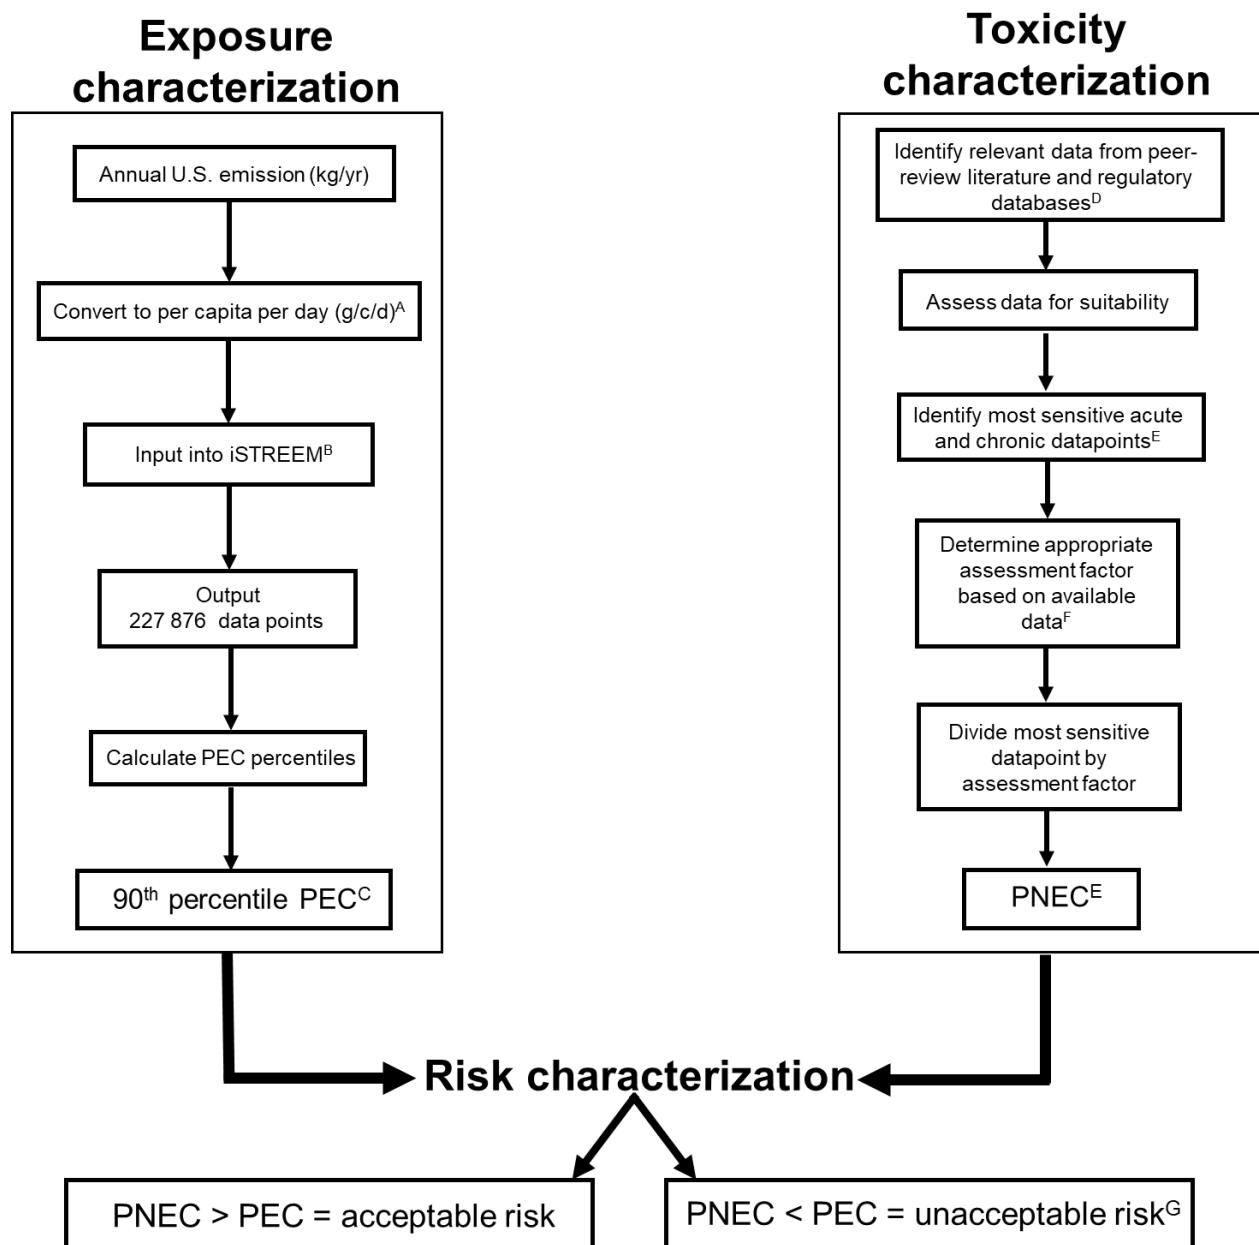 Exposure
characterization
Annual U.S. emission (kg/yr)
Convert to per capita per day (g/c/d)A
Input into iSTREEMB
Output
227 876 data points
Calculate PEC percentiles
90th percentile PECC
Toxicity
characterization
Identify relevant data from peer-
review literature and regulatory
databasesD
Assess data for suitability
Identify most sensitive acute
and chronic datapointsE
Determine appropriate
assessment factor
based on available
dataF
Divide most sensitive
datapoint by
assessment factor
PNECE
Risk characterization
PNEC > PEC = acceptable risk
PNEC < PEC = unacceptable riskG